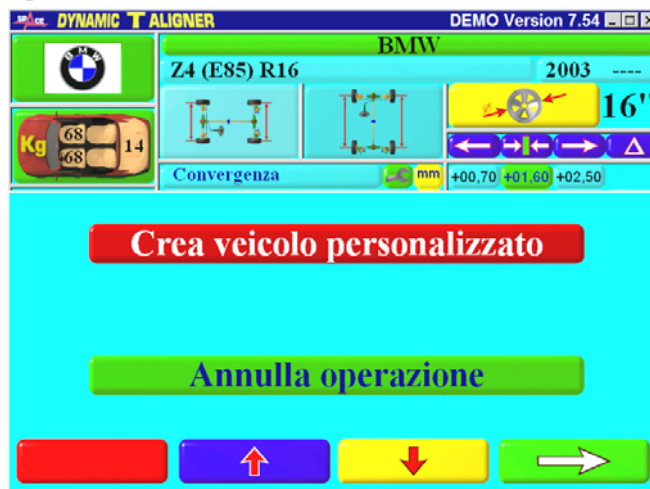 SPACE DYNAMIC T ALIGNER DEMO Version 7.54
BMW
BMW
Z4 (E85) R16 2003 ----
16"
Kg 68 68 14
Convergenza mm +00,70 +01,60 +02,50
Crea veicolo personalizzato
Annulla operazione